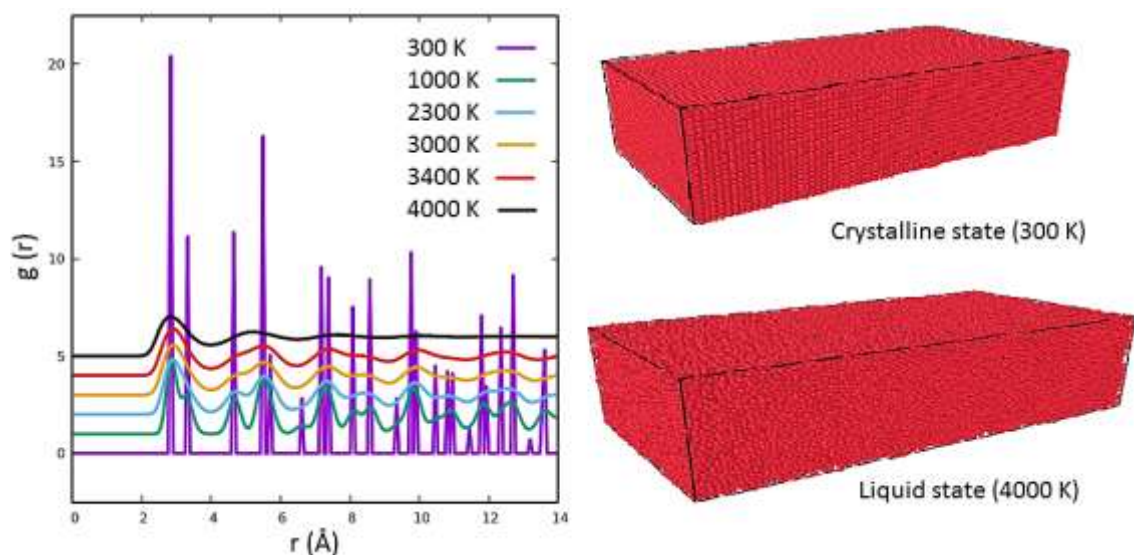 20
15
10
5
0
g (r)
300 K
1000 K
2300 K
3000 K
3400 K
4000 K
0 2 4 6 8 10 12 14
r (Å)
Crystalline state (300 K)
Liquid state (4000 K)